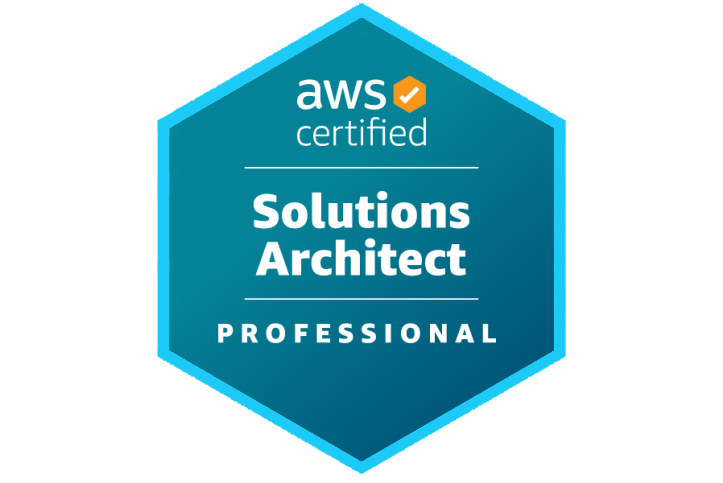 aws
certified
Solutions
Architect
PROFESSIONAL